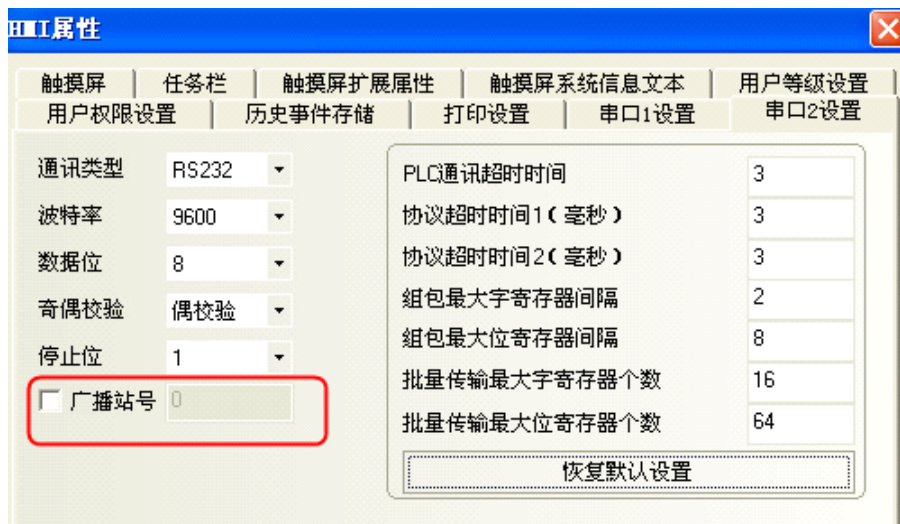 HMI属性
触摸屏 任务栏 触摸屏扩展属性 触摸屏系统信息文本 用户等级设置
用户权限设置 历史事件存储 打印设置 串口1设置 串口2设置
通讯类型 RS232
波特率 9600
数据位 8
奇偶校验 偶校验
停止位 1
广播站号 0
PLC通讯超时时间 3
协议超时时间1(毫秒) 3
协议超时时间2(毫秒) 3
组包最大字寄存器间隔 2
组包最大位寄存器间隔 8
批量传输最大字寄存器个数 16
批量传输最大位寄存器个数 64
恢复默认设置